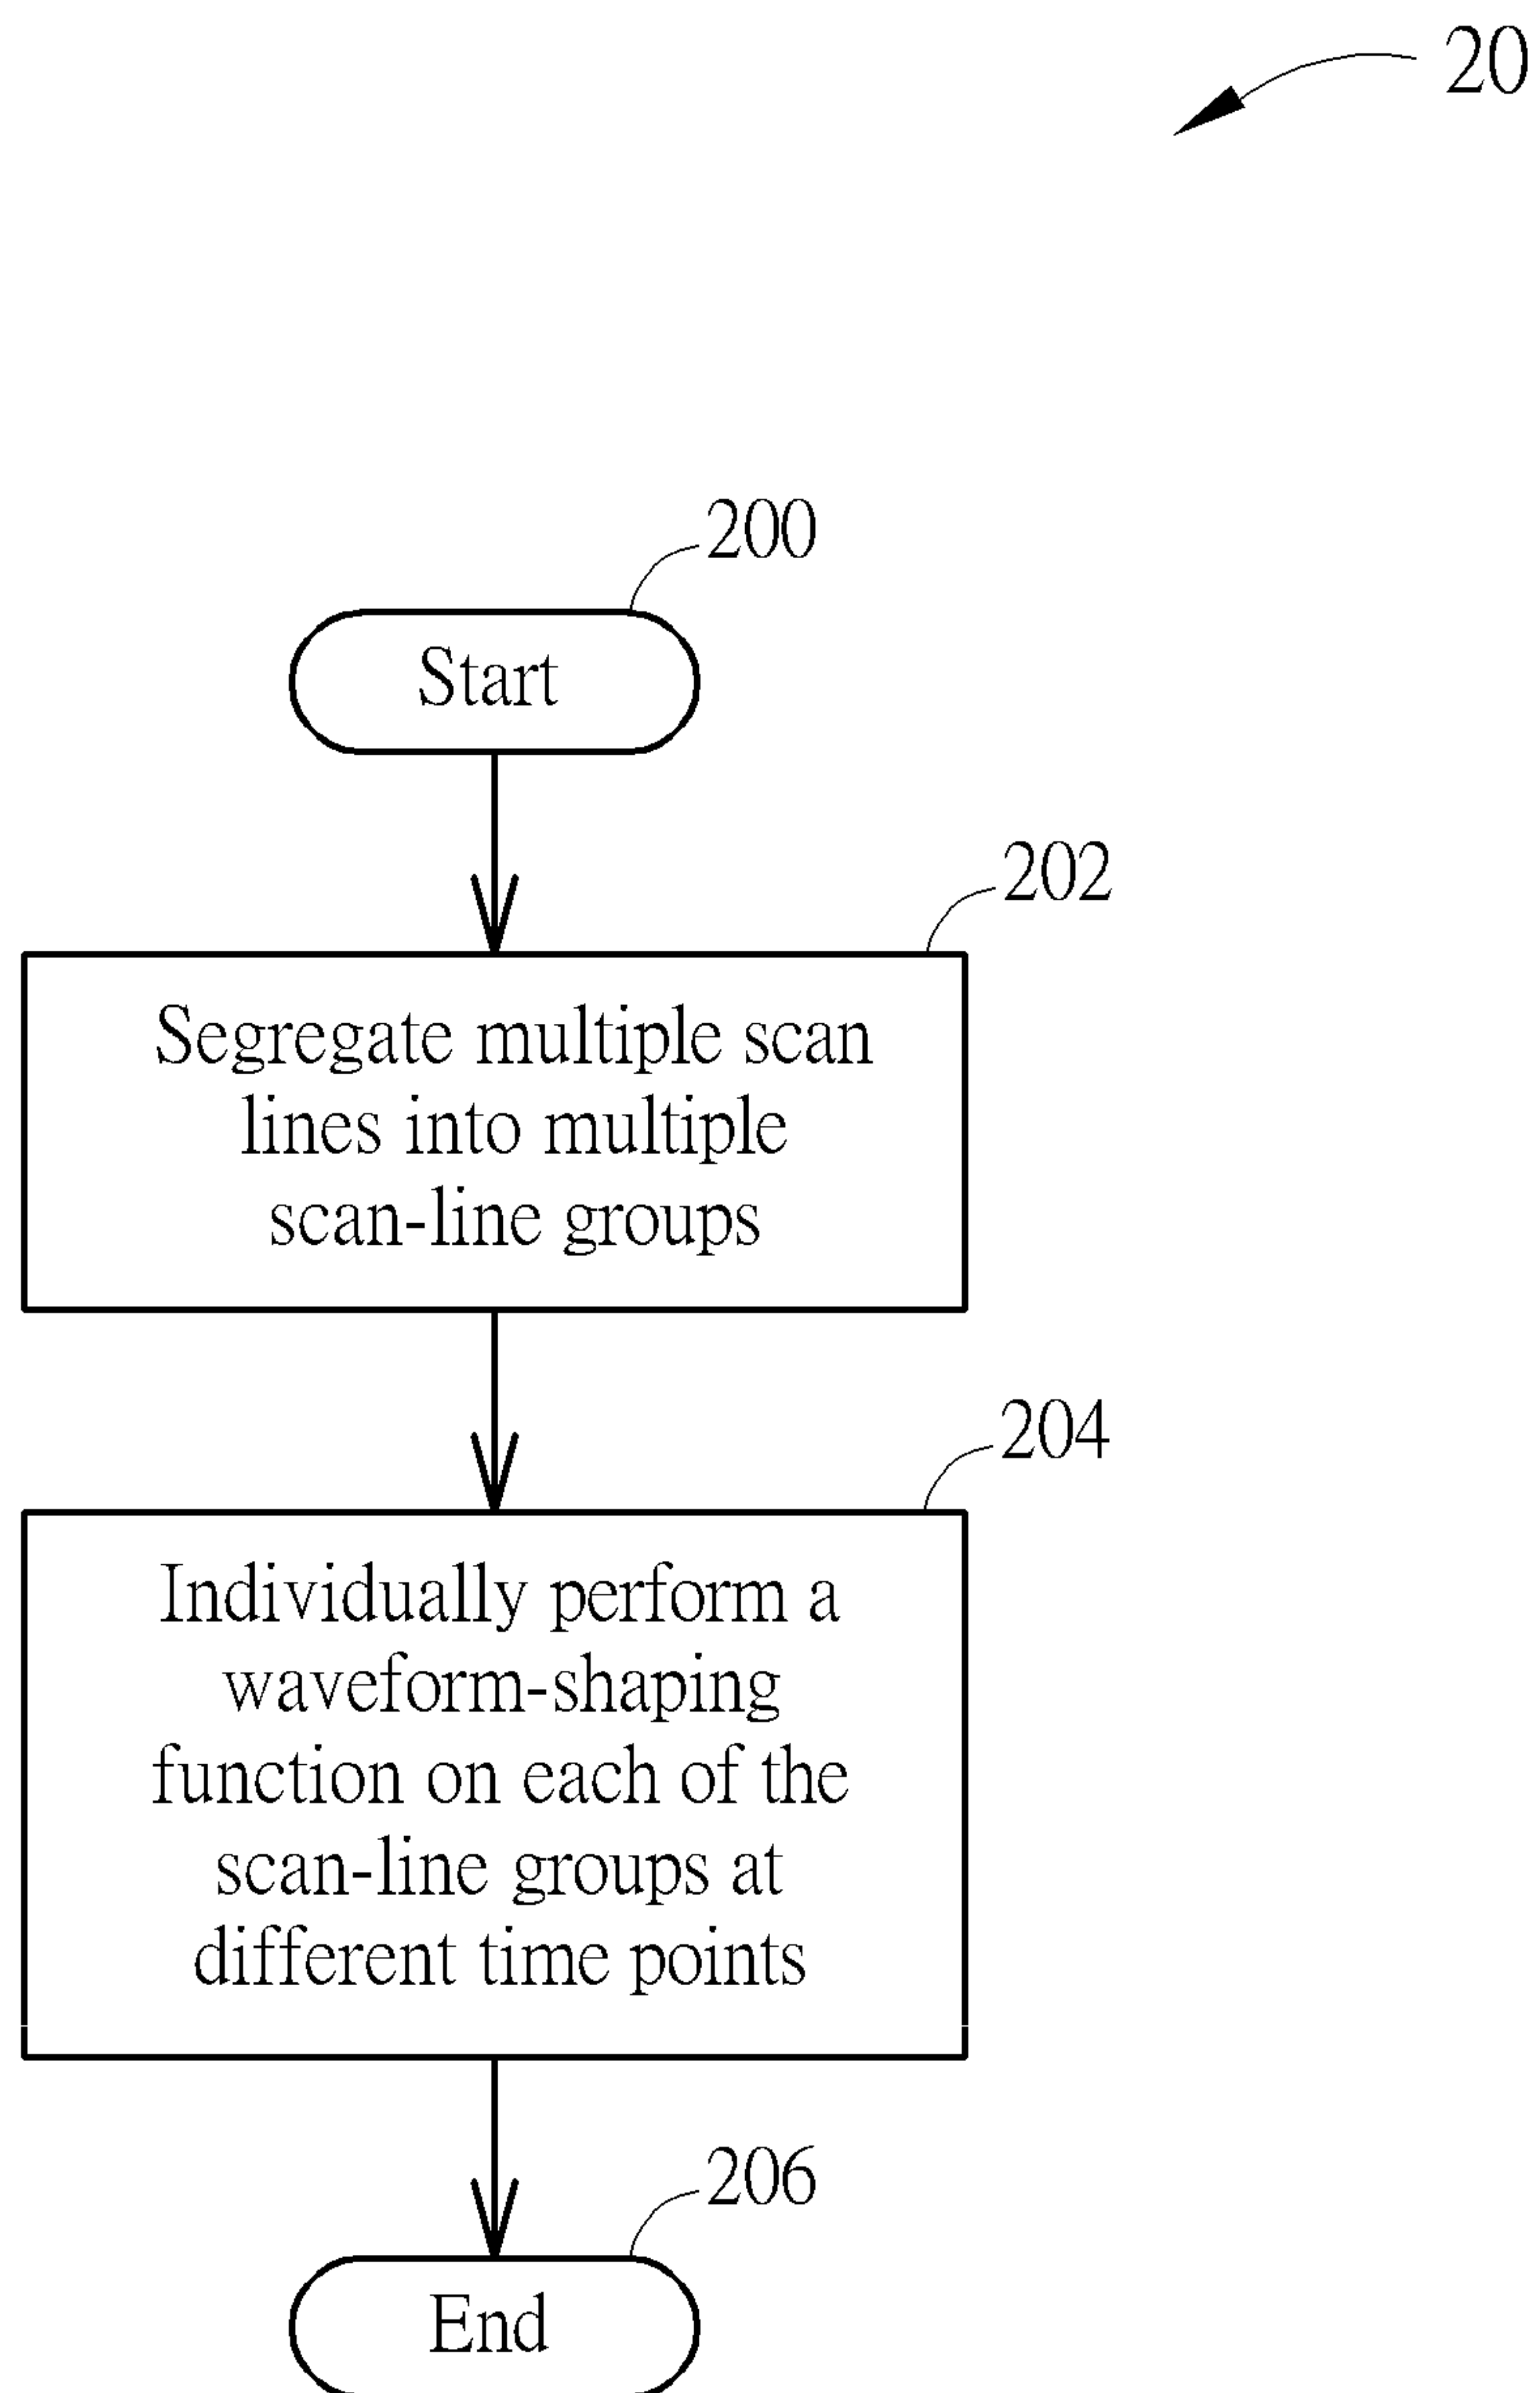 20
200
Start
202
Segregate multiple scan
lines into multiple
scan-line groups
204
Individually perform a
waveform-shaping
function on each of the
scan-line groups at
different time points
206
End